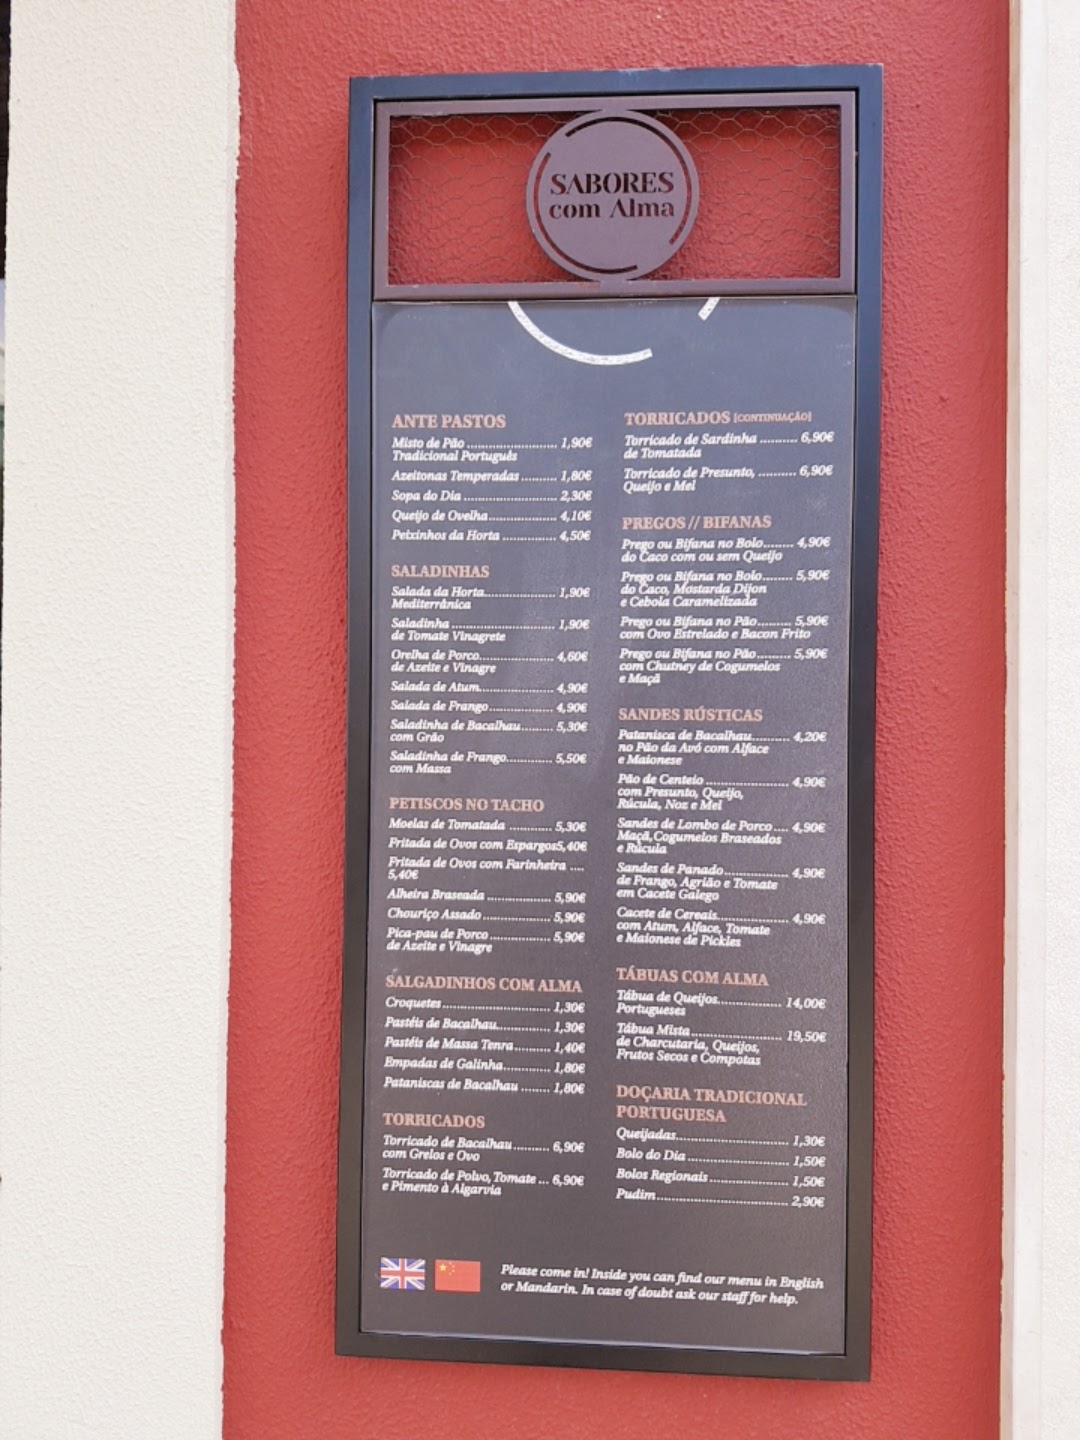 SABORES
com Alma
ANTE PASTOS
Misto de Pão .......................... 1,90€
Tradicional Português
Azeitonas Temperadas .......... 1,80€
Sopa do Dia ........................... 2,30€
Queijo de Ovelha.................... 4,10€
Peixinhos da Horta ................ 4,50€
SALADINHAS
Salada da Horta..................... 1,90€
Mediterrânica
Saladinha .............................. 1,90€
de Tomate Vinagrete
Orelha de Porco...................... 4,60€
de Azeite e Vinagre
Salada de Atum...................... 4,90€
Salada de Frango................... 4,90€
Saladinha de Bacalhau......... 5,30€
com Grão
Saladinha de Frango............. 5,50€
com Massa
PETISCOS NO TACHO
Moelas de Tomatada ............ 5,30€
Fritada de Ovos com Espargos5,40€
Fritada de Ovos com Farinheira ....
5,40€
Alheira Braseada .................. 5,90€
Chouriço Assado ................... 5,90€
Pica-pau de Porco ................. 5,90€
de Azeite e Vinagre
SALGADINHOS COM ALMA
Croquetes ............................... 1,30€
Pastéis de Bacalhau............... 1,30€
Pastéis de Massa Tenra.......... 1,40€
Empadas de Galinha............. 1,80€
Pataniscas de Bacalhau ........ 1,80€
TORRICADOS
Torricado de Bacalhau .......... 6,90€
com Grelos e Ovo
Torricado de Polvo, Tomate ... 6,90€
e Pimento à Algarvia
TORRICADOS [CONTINUAÇÃO]
Torricado de Sardinha .......... 6,90€
de Tomatada
Torricado de Presunto, .......... 6,90€
Queijo e Mel
PREGOS // BIFANAS
Prego ou Bifana no Bolo........ 4,90€
do Caco com ou sem Queijo
Prego ou Bifana no Bolo........ 5,90€
do Caco, Mostarda Dijon
e Cebola Caramelizada
Prego ou Bifana no Pão.......... 5,90€
com Ovo Estrelado e Bacon Frito
Prego ou Bifana no Pão.......... 5,90€
com Chutney de Cogumelos
e Maçã
SANDES RÚSTICAS
Patanisca de Bacalhau........... 4,20€
no Pão da Avó com Alface
e Maionese
Pão de Centeio ........................ 4,90€
com Presunto, Queijo,
Rúcula, Noz e Mel
Sandes de Lombo de Porco .... 4,90€
Maçã, Cogumelos Braseados
e Rúcula
Sandes de Panado................... 4,90€
de Frango, Agrião e Tomate
em Cacete Galego
Cacete de Cereais.................... 4,90€
com Atum, Alface, Tomate
e Maionese de Pickles
TÁBUAS COM ALMA
Tábua de Queijos................... 14,00€
Portugueses
Tábua Mista ........................... 19,50€
de Charcutaria, Queijos,
Frutos Secos e Compotas
DOÇARIA TRADICIONAL
PORTUGUESA
Queijadas................................ 1,30€
Bolo do Dia ............................. 1,50€
Bolos Regionais ....................... 1,50€
Pudim...................................... 2,90€
Please come in! Inside you can find our menu in English
or Mandarin. In case of doubt ask our staff for help.